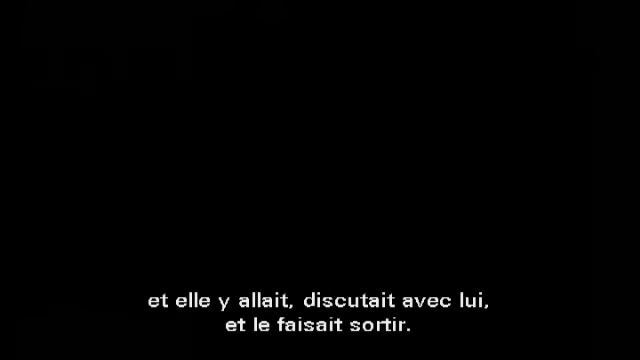 et elle y allait, discutait avec lui,
et le faisait sortir.